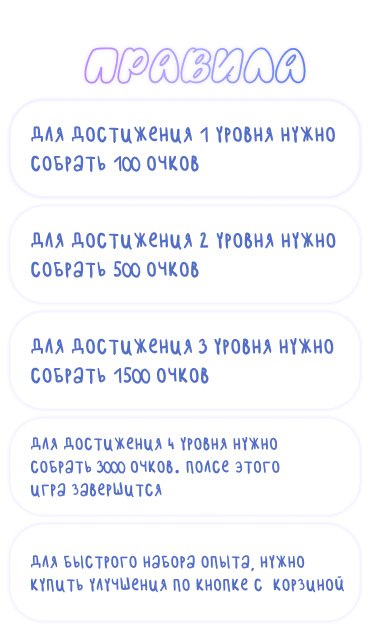 ПРАВИЛА
для достижения 1 уровня нужно
собрать 100 очков
для достижения 2 уровня нужно
собрать 500 очков
для достижения 3 уровня нужно
собрать 1500 очков
для достижения 4 уровня нужно
собрать 3000 очков. полсе этого
игра завершится
для быстрого набора опыта, нужно
купить улучшения по кнопке с корзиной